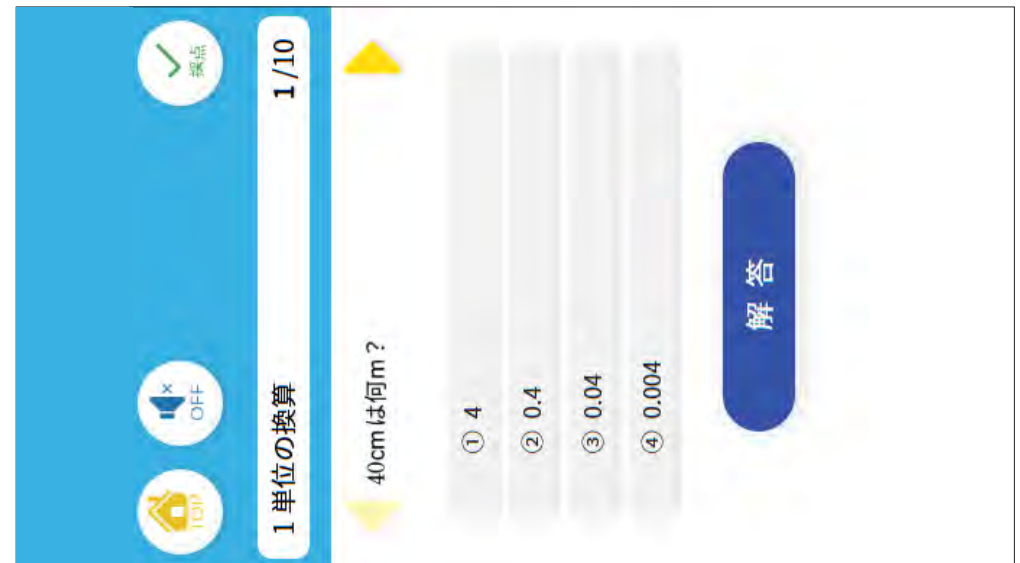 TOP
OFF
採点
1 単位の換算
1 /10
40cmは何m？
① 4
② 0.4
③ 0.04
④ 0.004
解 答